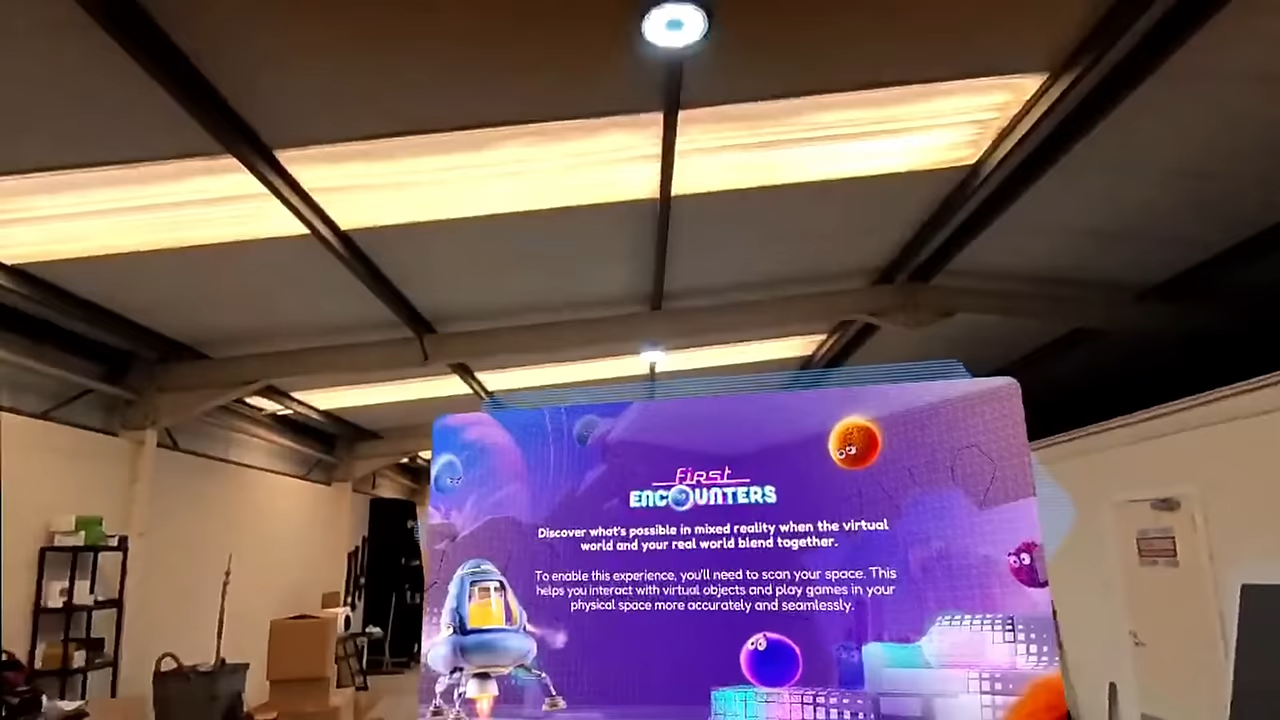 First
ENCOUNTERS
Discover what's possible in mixed reality when the virtual
world and your real world blend together.
To enable this experience, you'll need to scan your space. This
helps you interact with virtual objects and play games in your
physical space more accurately and seamlessly.